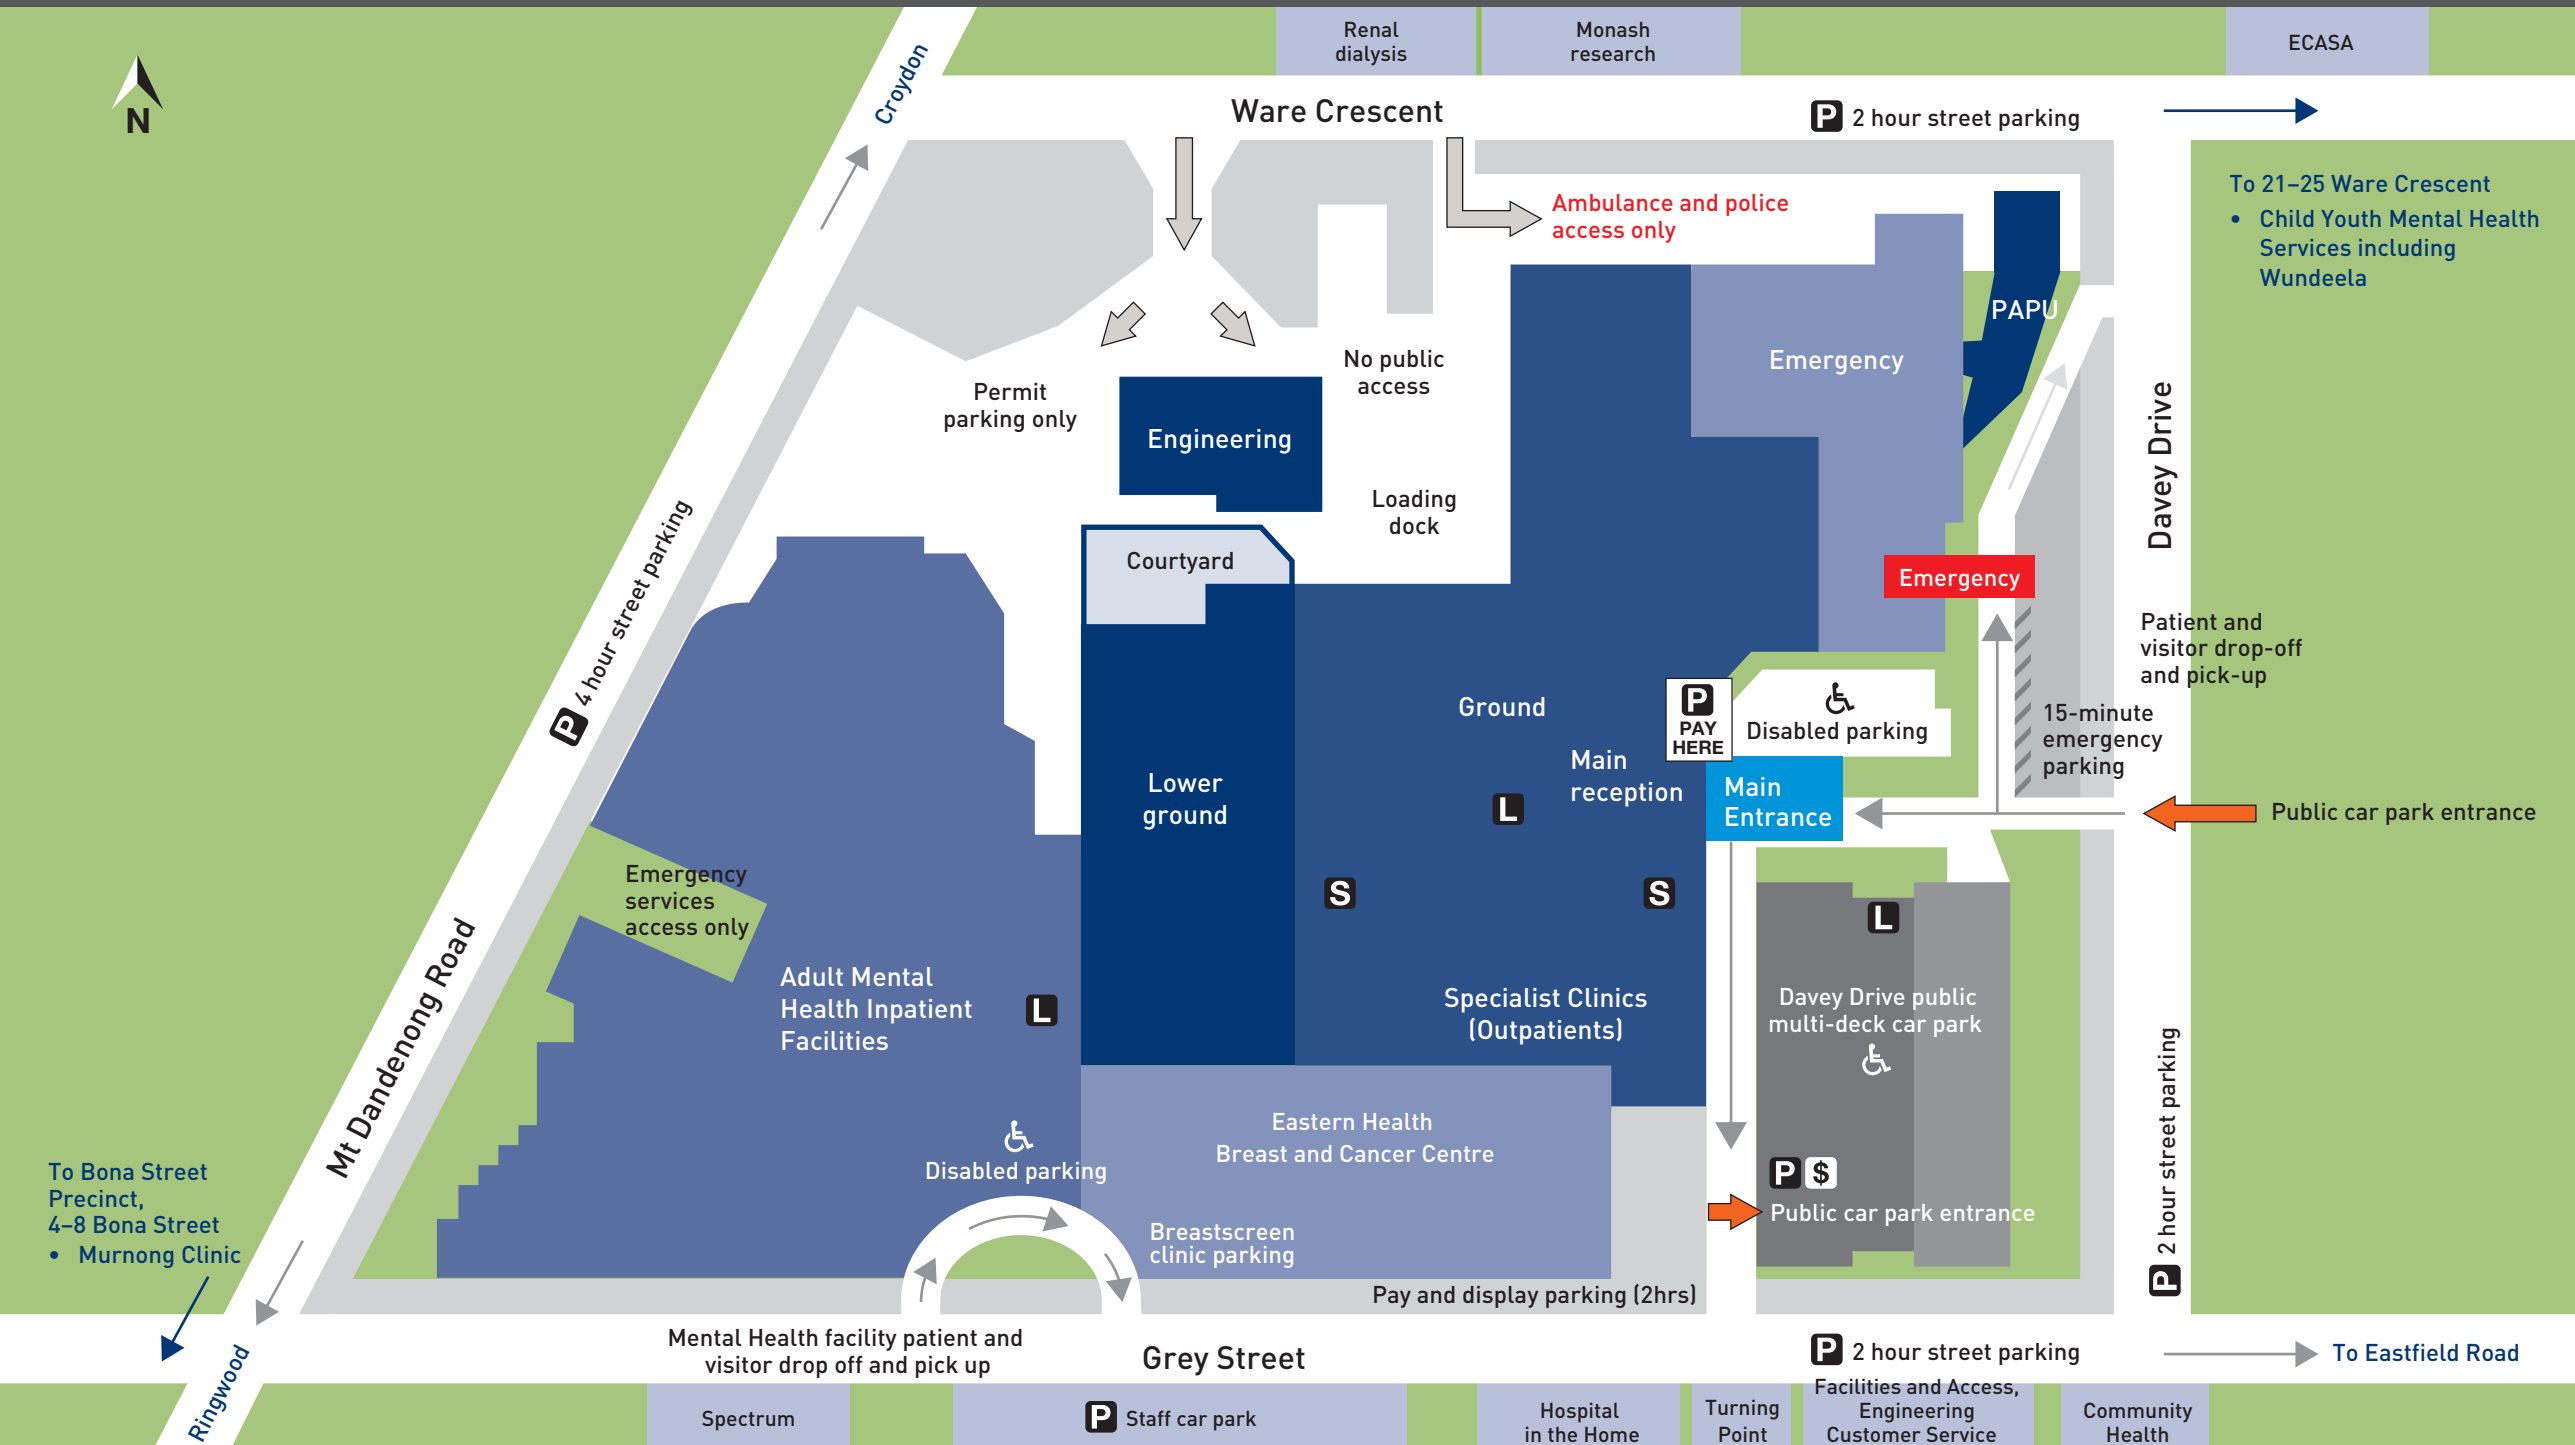 Renal
dialysis
Monash
research
ECASA
N
Croydon
Ware Crescent
P 2 hour street parking
To 21–25 Ware Crescent
• Child Youth Mental Health
Services including
Wundeela
Ambulance and police
access only
PAPU
Emergency
No public
access
Permit
parking only
Engineering
Davey Drive
Loading
dock
P 4 hour street parking
Courtyard
Emergency
Patient and
visitor drop-off
and pick-up
Ground
P
PAY
HERE
Disabled parking
15-minute
emergency
parking
Main
reception
Main
Entrance
Lower
ground
L
Public car park entrance
Emergency
services
access only
S
S
L
Mt Dandenong Road
Adult Mental
Health Inpatient
Facilities
L
Specialist Clinics
(Outpatients)
Davey Drive public
multi-deck car park
P 2 hour street parking
Eastern Health
Breast and Cancer Centre
Disabled parking
To Bona Street
Precinct,
4–8 Bona Street
• Murnong Clinic
P $
Public car park entrance
Breastscreen
clinic parking
Pay and display parking (2hrs)
Mental Health facility patient and
visitor drop off and pick up
Grey Street
P 2 hour street parking
To Eastfield Road
Ringwood
Spectrum
P Staff car park
Hospital
in the Home
Turning
Point
Facilities and Access,
Engineering
Customer Service
Community
Health